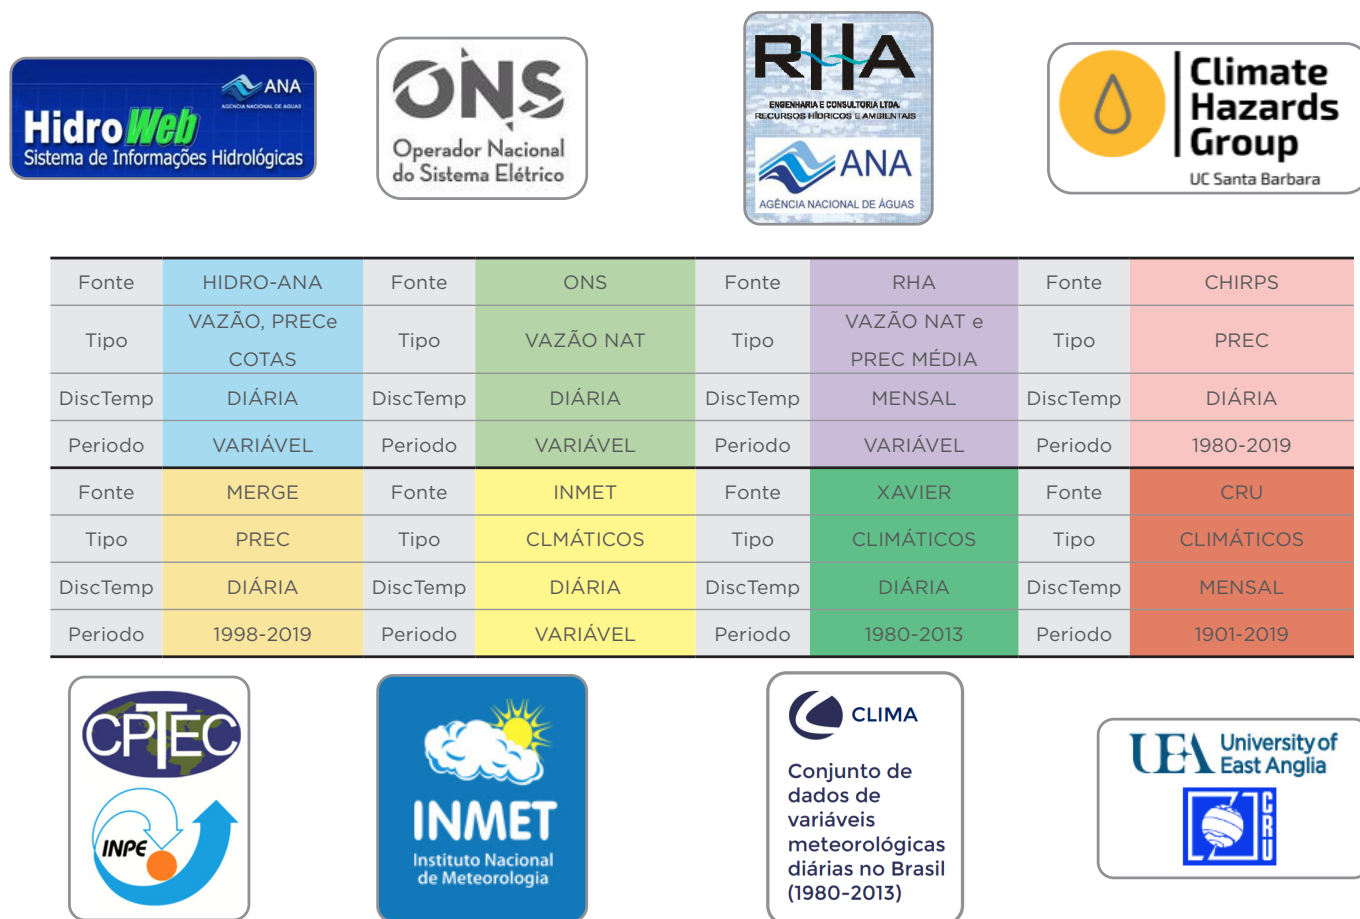 ANA
AGÊNCIA NACIONAL DE ÁGUAS
HidroWeb
Sistema de Informações Hidrológicas
ONS
Operador Nacional
do Sistema Elétrico
RHA
ENGENHARIA E CONSULTORIA LTDA.
RECURSOS HÍDRICOS E AMBIENTAIS
ANA
AGÊNCIA NACIONAL DE ÁGUAS
Climate
Hazards
Group
UC Santa Barbara
Fonte HIDRO-ANA Fonte ONS Fonte RHA Fonte CHIRPS
Tipo VAZÃO, PRECe COTAS Tipo VAZÃO NAT Tipo VAZÃO NAT e PREC MÉDIA Tipo PREC
DiscTemp DIÁRIA DiscTemp DIÁRIA DiscTemp MENSAL DiscTemp DIÁRIA
Periodo VARIÁVEL Periodo VARIÁVEL Periodo VARIÁVEL Periodo 1980-2019
Fonte MERGE Fonte INMET Fonte XAVIER Fonte CRU
Tipo PREC Tipo CLMÁTICOS Tipo CLIMÁTICOS Tipo CLIMÁTICOS
DiscTemp DIÁRIA DiscTemp DIÁRIA DiscTemp DIÁRIA DiscTemp MENSAL
Periodo 1998-2019 Periodo VARIÁVEL Periodo 1980-2013 Periodo 1901-2019
CPTEC
INPE
INMET
Instituto Nacional
de Meteorologia
CLIMA
Conjunto de
dados de
variáveis
meteorológicas
diárias no Brasil
(1980-2013)
UEA University of
East Anglia
CRU